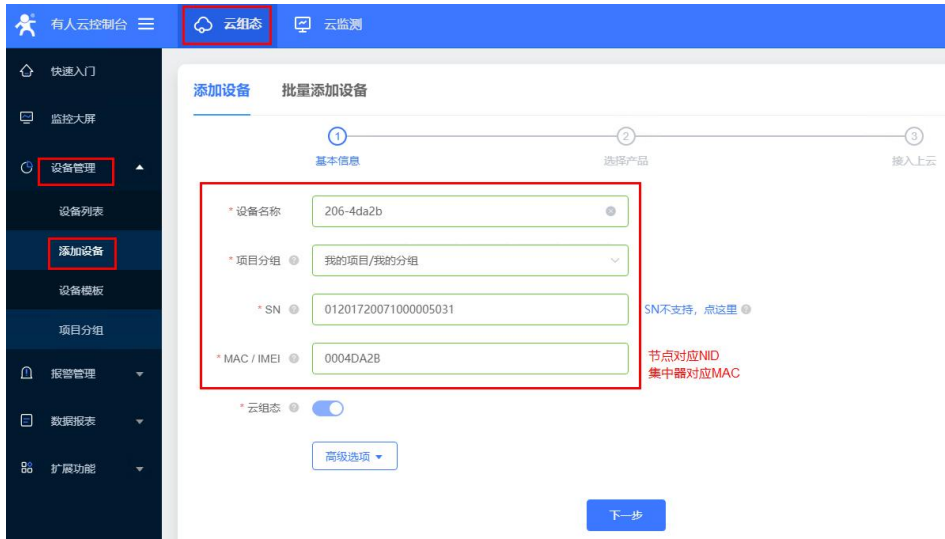 有人云控制台
云组态
云监测
快速入门
监控大屏
设备管理
设备列表
添加设备
设备模板
项目分组
报警管理
数据报表
扩展功能
添加设备
批量添加设备
1
2
3
基本信息
选择产品
接入上云
* 设备名称
206-4da2b
* 项目分组
我的项目/我的分组
* SN
01201720071000005031
SN不支持，点这里
* MAC / IMEI
0004DA2B
节点对应NID
集中器对应MAC
* 云组态
高级选项
下一步